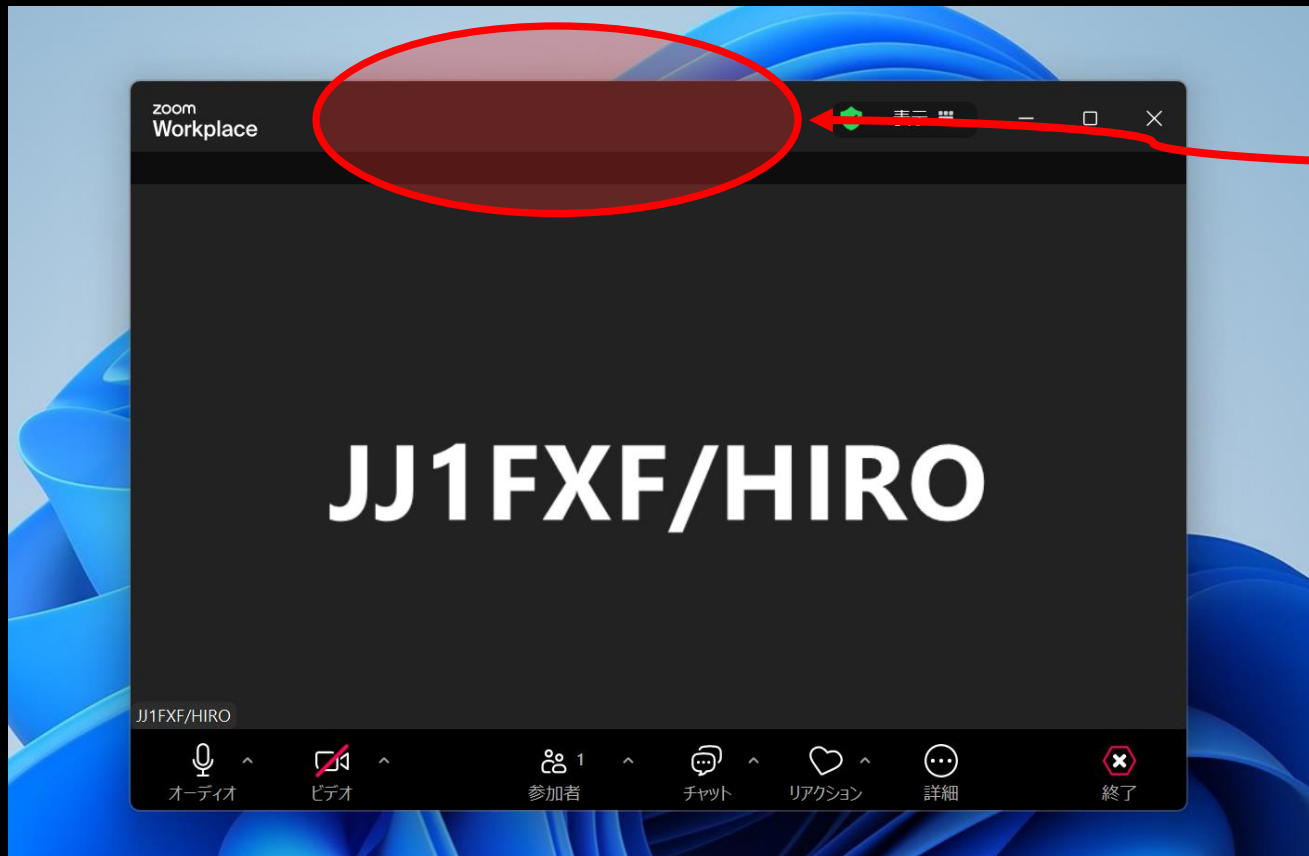 zoom
Workplace
表示
JJ1FXF/HIRO
JJ1FXF/HIRO
オーディオ
ビデオ
参加者 1
チャット
リアクション
詳細
終了